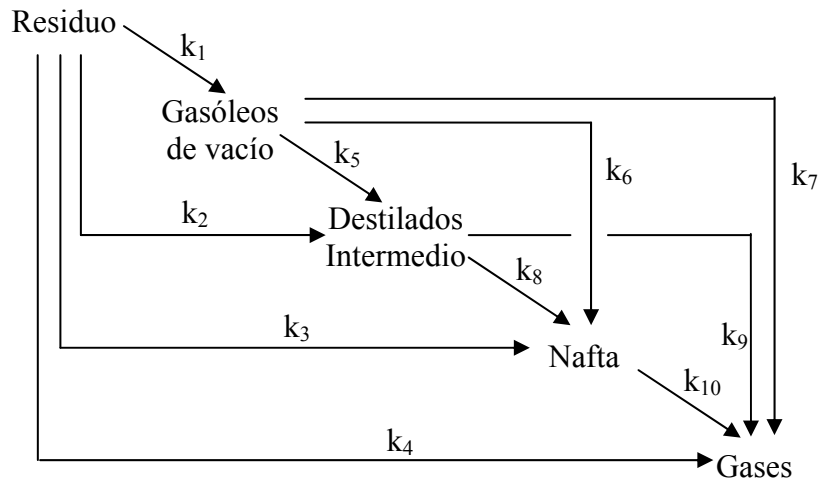 Residuo
k₁
Gasóleos
de vacío
k₅
k₆
k₇
k₂
Destilados
Intermedio
k₈
k₃
k₉
Nafta
k₁₀
k₄
Gases